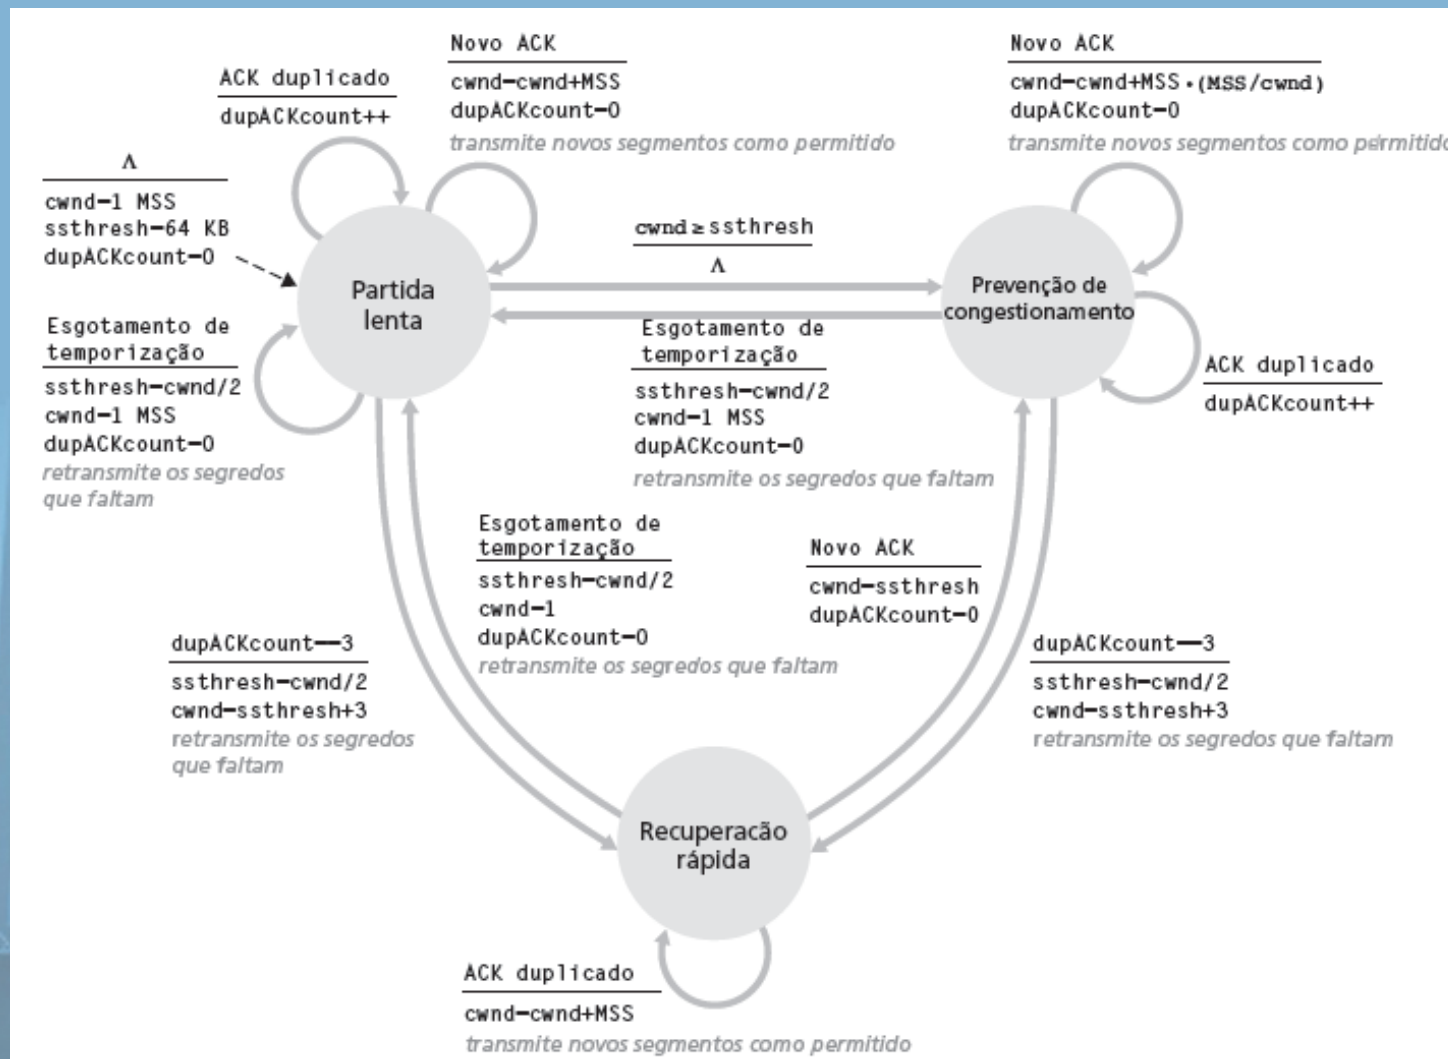 Novo ACK
cwnd=cwnd+MSS
dupACKcount=0
transmite novos segmentos como permitido
Novo ACK
cwnd=cwnd+MSS·(MSS/cwnd)
dupACKcount=0
transmite novos segmentos como permitido
ACK duplicado
dupACKcount++
Λ
cwnd=1 MSS
ssthresh=64 KB
dupACKcount=0
cwnd≥ssthresh
Λ
Partida
lenta
Prevenção de
congestionamento
Esgotamento de
temporização
ssthresh=cwnd/2
cwnd=1 MSS
dupACKcount=0
retransmite os segredos
que faltam
Esgotamento de
temporização
ssthresh=cwnd/2
cwnd=1 MSS
dupACKcount=0
retransmite os segredos que faltam
ACK duplicado
dupACKcount++
Esgotamento de
temporização
ssthresh=cwnd/2
cwnd=1
dupACKcount=0
retransmite os segredos que faltam
Novo ACK
cwnd=ssthresh
dupACKcount=0
dupACKcount==3
ssthresh=cwnd/2
cwnd=ssthresh+3
retransmite os segredos
que faltam
dupACKcount==3
ssthresh=cwnd/2
cwnd=ssthresh+3
retransmite os segredos que faltam
Recuperacão
rápida
ACK duplicado
cwnd=cwnd+MSS
transmite novos segmentos como permitido